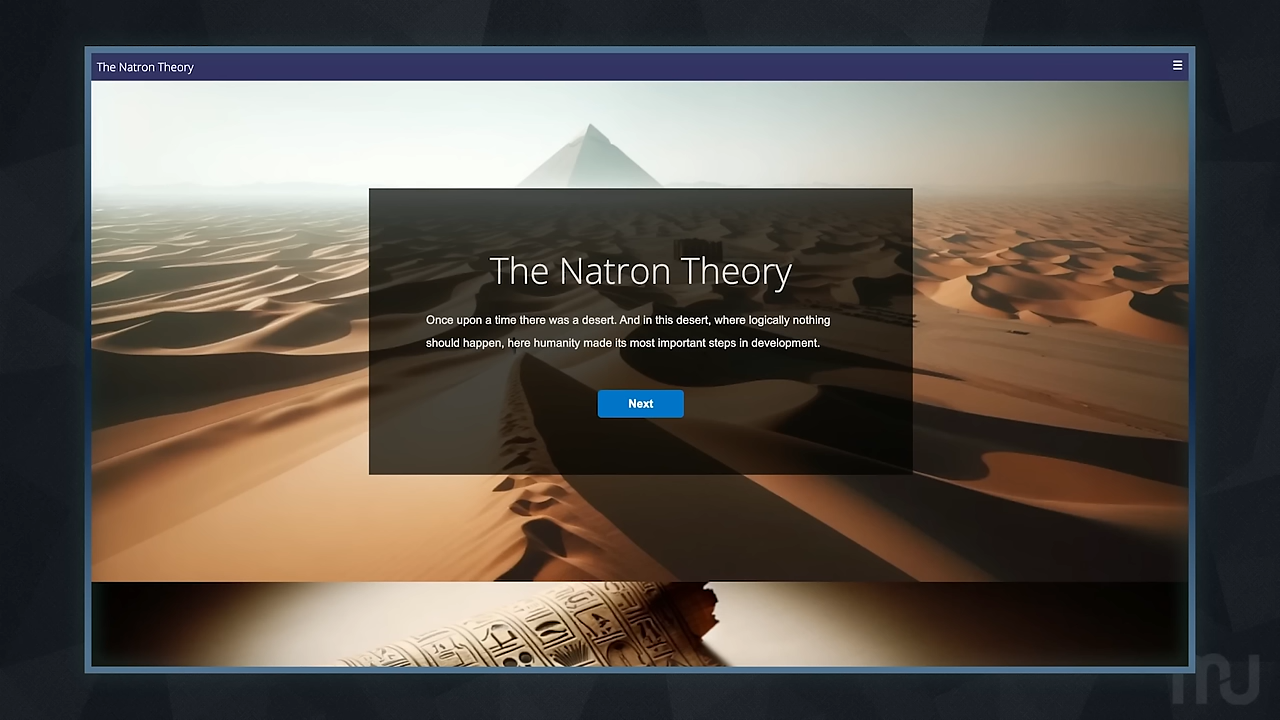 The Natron Theory
The Natron Theory
Once upon a time there was a desert. And in this desert, where logically nothing
should happen, here humanity made its most important steps in development.
Next
mu